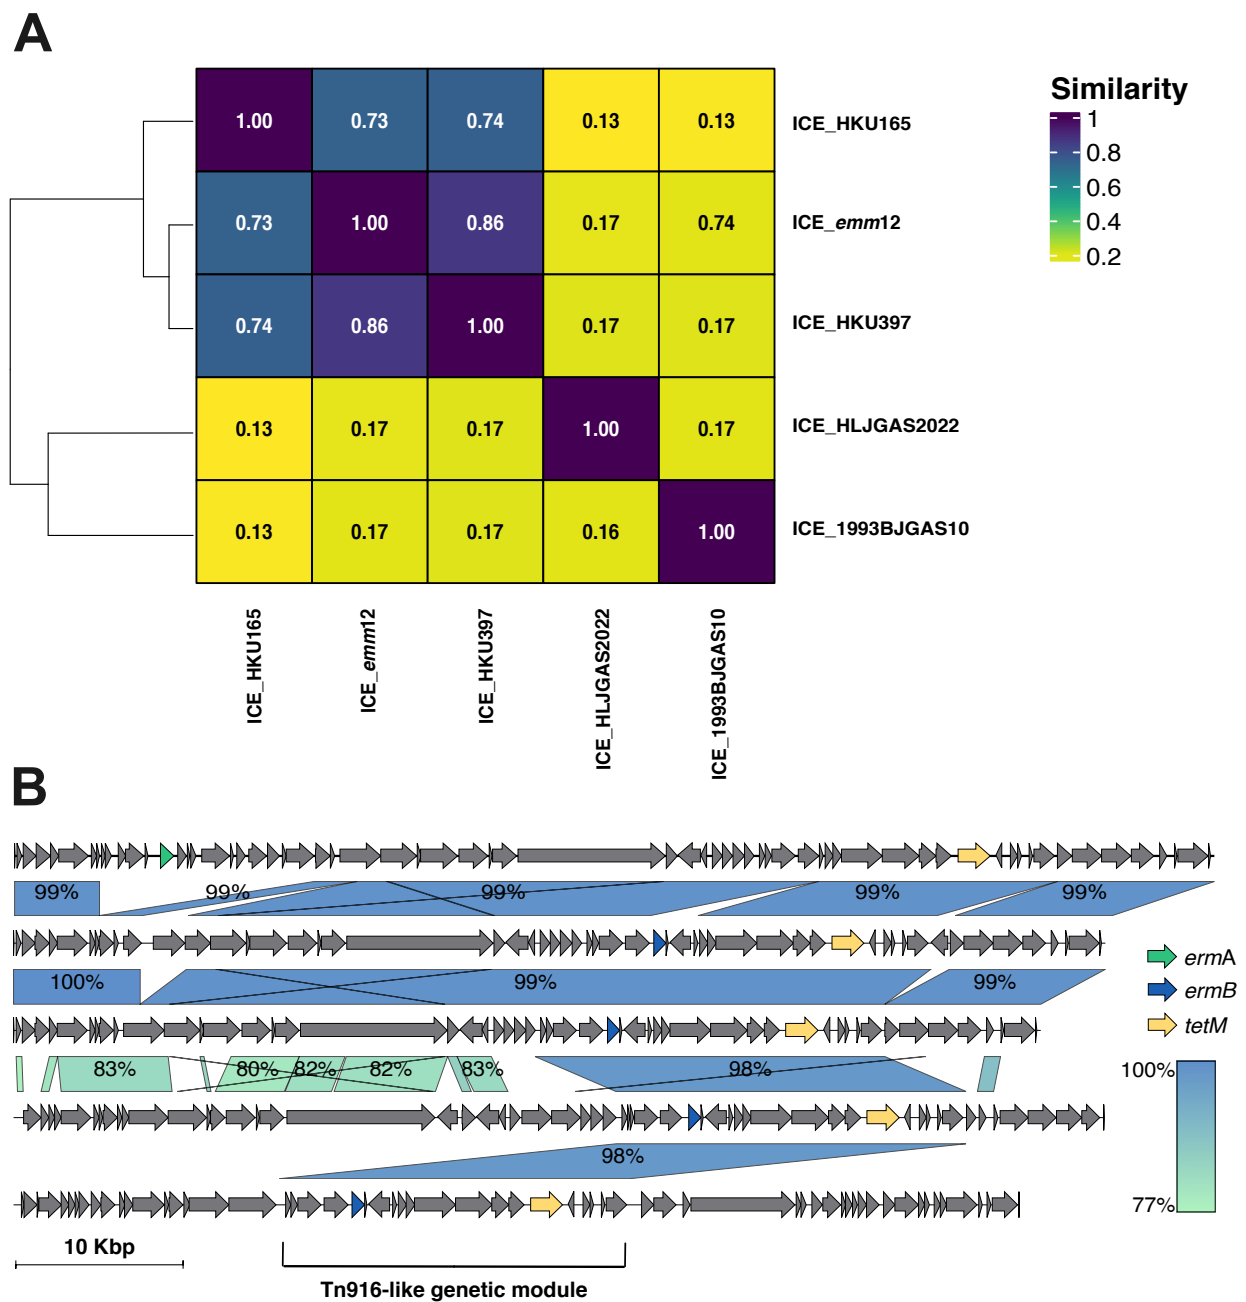 A
Similarity
1.00 0.73 0.74 0.13 0.13 ICE_HKU165
0.73 1.00 0.86 0.17 0.74 ICE_emm12
0.74 0.86 1.00 0.17 0.17 ICE_HKU397
0.13 0.17 0.17 1.00 0.17 ICE_HLJGAS2022
0.13 0.17 0.17 0.16 1.00 ICE_1993BJGAS10
1
0.8
0.6
0.4
0.2
ICE_HKU165
ICE_emm12
ICE_HKU397
ICE_HLJGAS2022
ICE_1993BJGAS10
B
99% 99% 99% 99% 99%
100% 99% 99%
83% 80% 82% 82% 83% 98%
98%
ermA
ermB
tetM
100%
77%
10 Kbp
Tn916-like genetic module